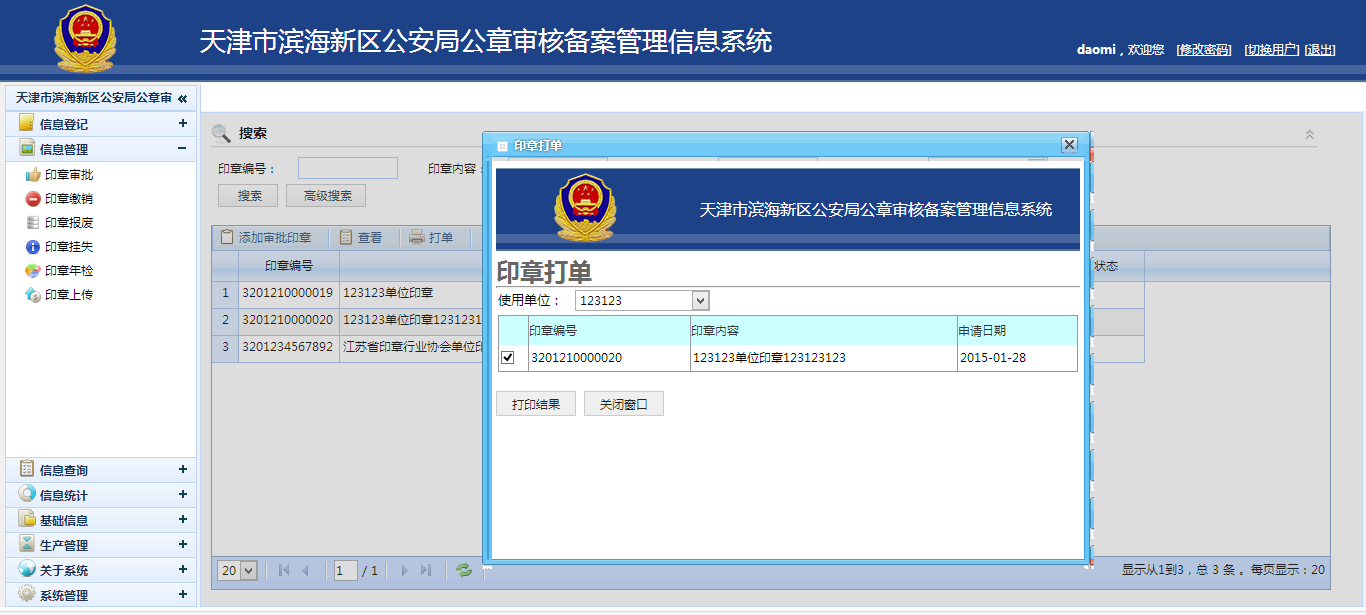 天津市滨海新区公安局公章审核备案管理信息系统
daomi，欢迎您 [修改密码] [切换用户] [退出]
天津市滨海新区公安局公章审 «
信息登记 +
信息管理 −
印章审批
印章缴销
印章报废
印章挂失
印章年检
印章上传
信息查询 +
信息统计 +
基础信息 +
生产管理 +
关于系统 +
系统管理 +
搜索
印章编号：
印章内容：
搜索 高级搜索
添加审批印章 查看 打单
印章编号 状态
1 3201210000019 123123单位印章
2 3201210000020 123123单位印章1231231
3 3201234567892 江苏省印章行业协会单位印
印章打单
天津市滨海新区公安局公章审核备案管理信息系统
印章打单
使用单位： 123123
印章编号 印章内容 申请日期
3201210000020 123123单位印章123123123 2015-01-28
打印结果 关闭窗口
20 1 / 1 显示从1到3，总 3 条 。每页显示：20